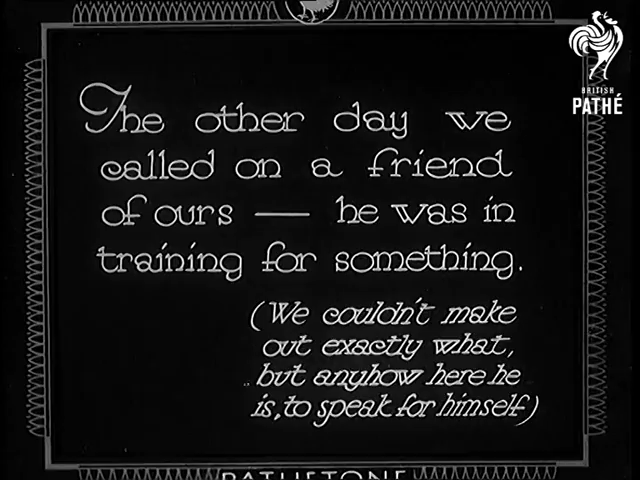 BRITISH
PATHÉ
The other day we
called on a friend
of ours — he was in
training for something.
(We couldn't make
out exactly what,
.. but anyhow here he
is, to speak for himself)
PATHETONE